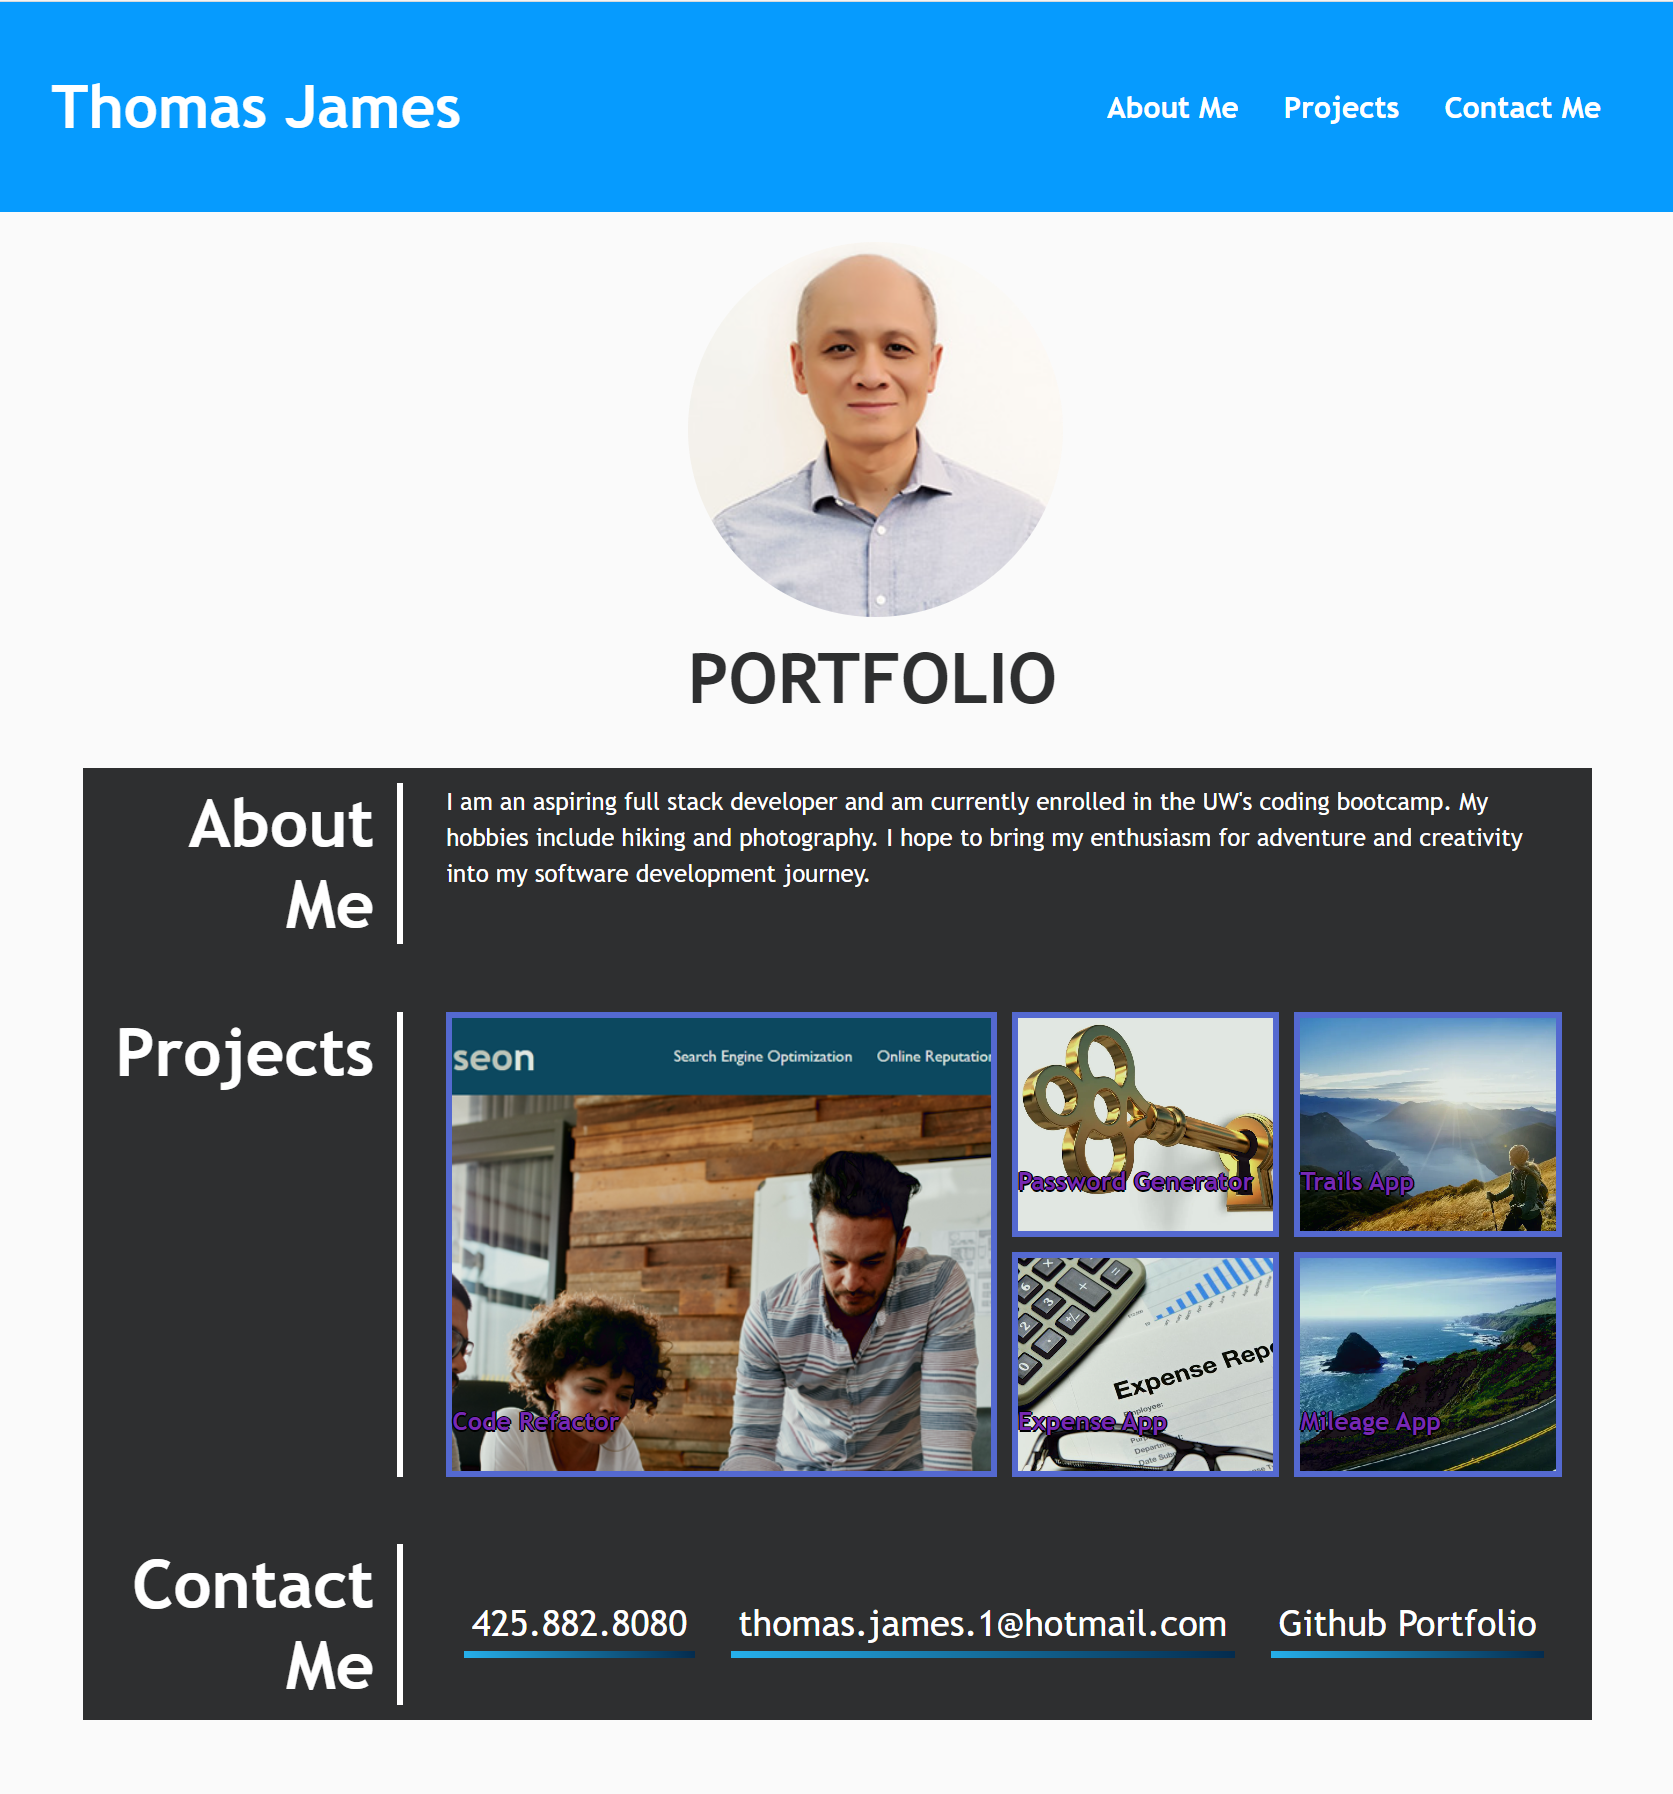 Thomas James
About Me Projects Contact Me
PORTFOLIO
About
Me
I am an aspiring full stack developer and am currently enrolled in the UW's coding bootcamp. My
hobbies include hiking and photography. I hope to bring my enthusiasm for adventure and creativity
into my software development journey.
Projects
seon
Search Engine Optimization Online Reputation
Code Refactor
Password Generator
Trails App
Expense Repo
Employee:
Expense App
Mileage App
Contact
Me
425.882.8080
thomas.james.1@hotmail.com
Github Portfolio